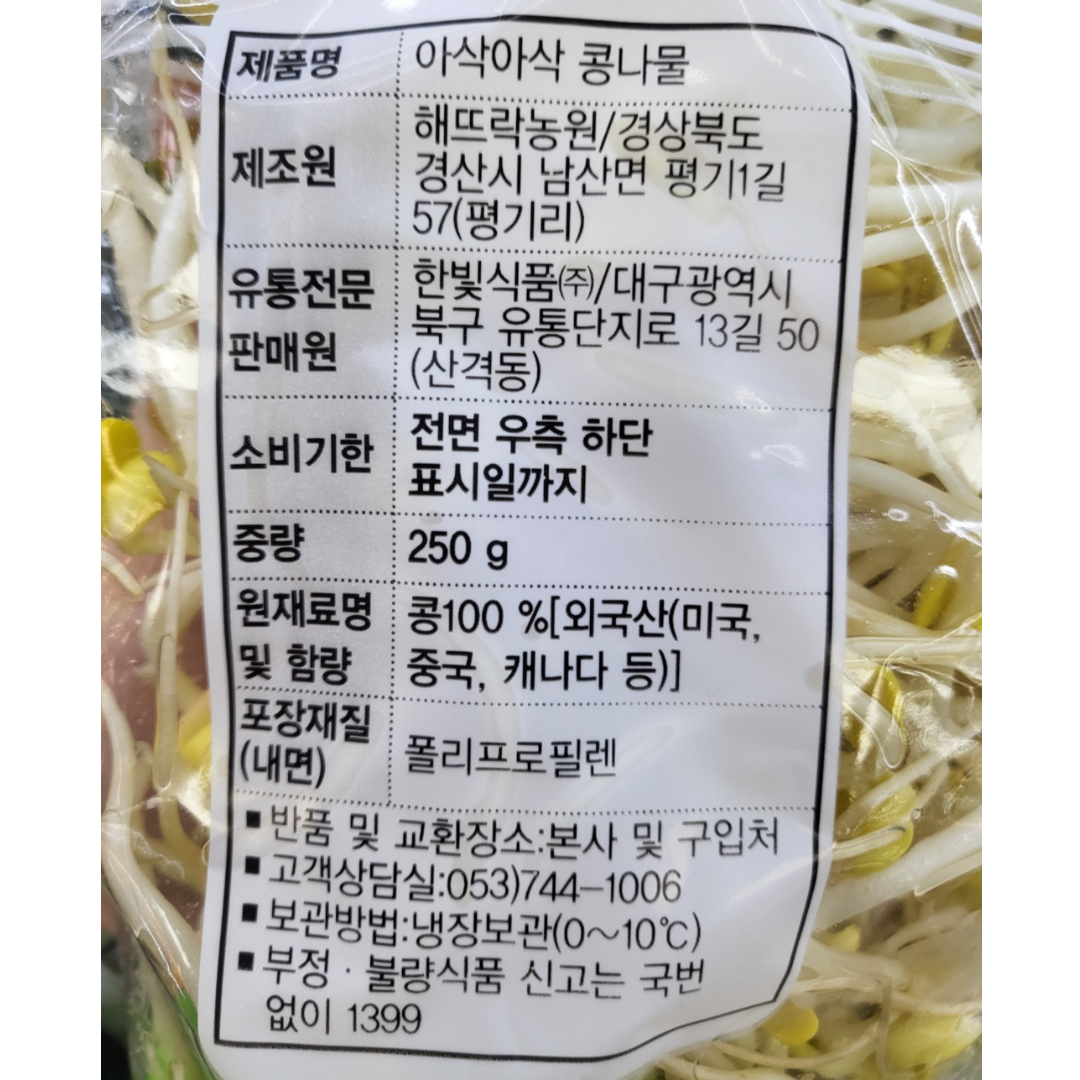 제품명 아삭아삭 콩나물
제조원 해뜨락농원/경상북도
경산시 남산면 평기1길
57(평기리)
유통전문 한빛식품㈜/대구광역시
판매원 북구 유통단지로 13길 50
(산격동)
소비기한 전면 우측 하단
표시일까지
중량 250 g
원재료명 콩100 %[외국산(미국,
및 함량 중국, 캐나다 등)]
포장재질 폴리프로필렌
(내면)
▪반품 및 교환장소:본사 및 구입처
▪고객상담실:053)744-1006
▪보관방법:냉장보관(0~10℃)
▪부정·불량식품 신고는 국번
없이 1399